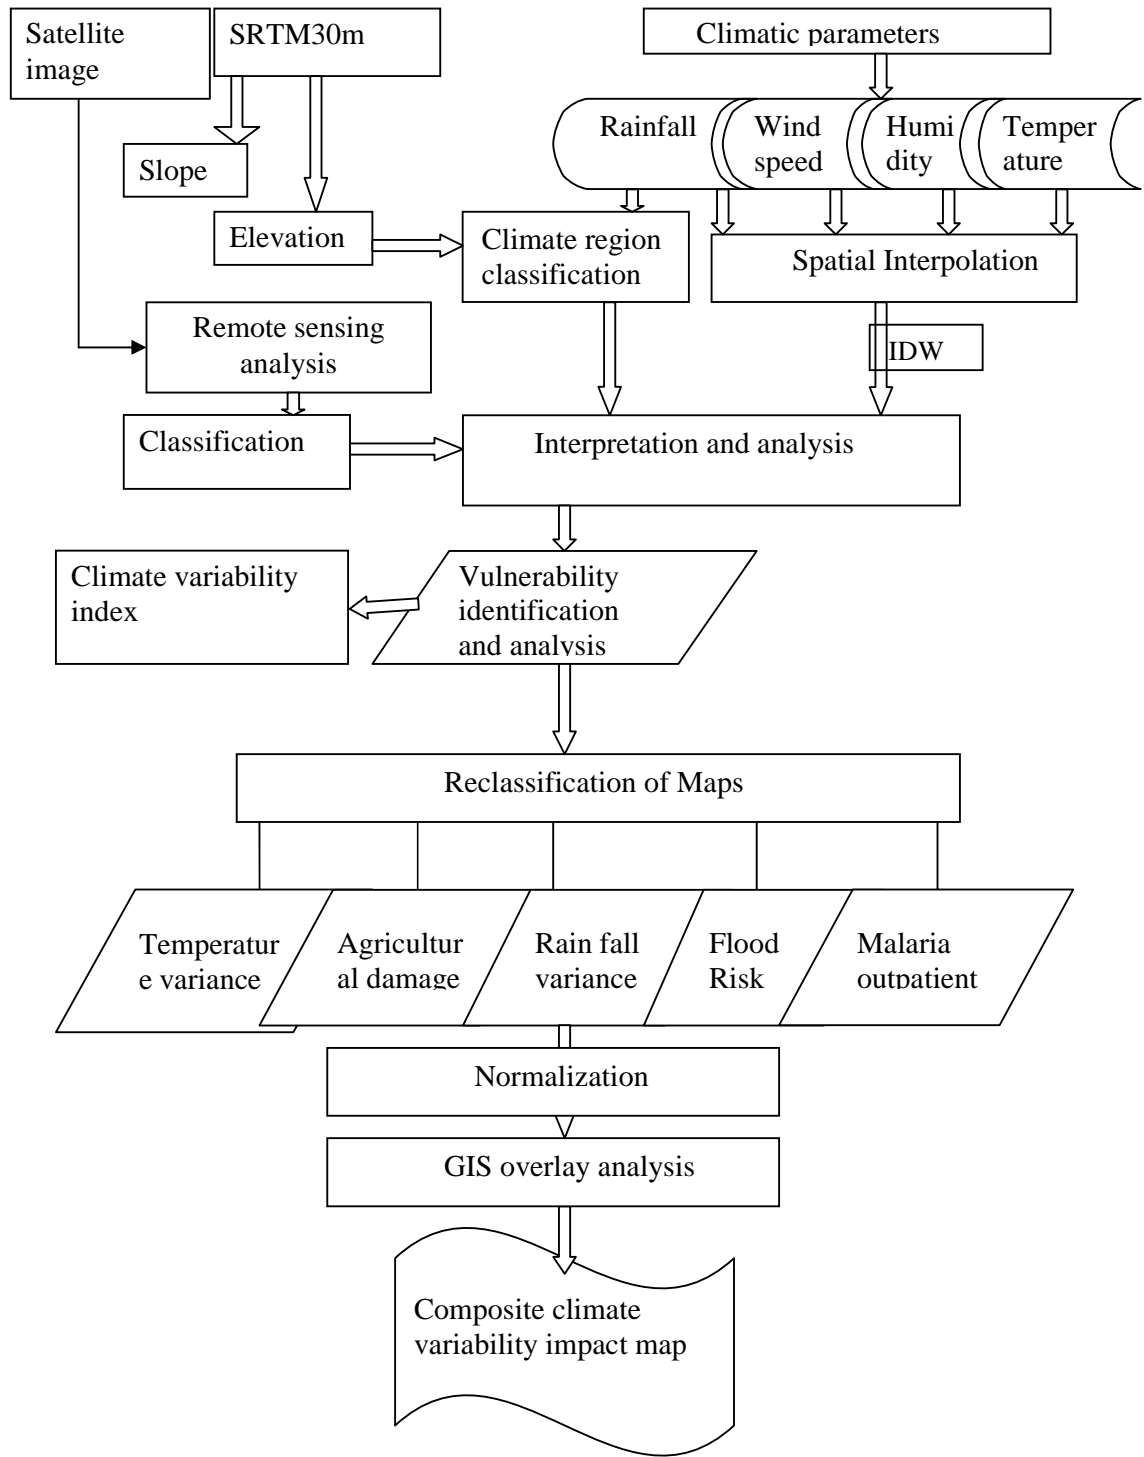 Satellite
image
SRTM30m
Climatic parameters
Rainfall
Wind
speed
Humi
dity
Temper
ature
Slope
Elevation
Climate region
classification
Spatial Interpolation
Remote sensing
analysis
IDW
Classification
Interpretation and analysis
Climate variability
index
Vulnerability
identification
and analysis
Reclassification of Maps
Temperatur
e variance
Agricultur
al damage
Rain fall
variance
Flood
Risk
Malaria
outpatient
Normalization
GIS overlay analysis
Composite climate
variability impact map